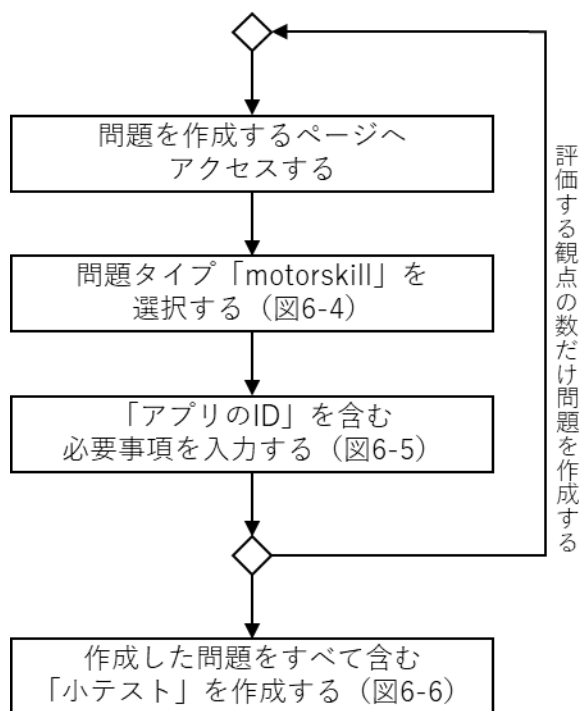 問題を作成するページへ
アクセスする
問題タイプ「motorskill」を
選択する（図6-4）
「アプリのID」を含む
必要事項を入力する（図6-5）
評価する観点の数だけ問題を作成する
作成した問題をすべて含む
「小テスト」を作成する（図6-6）